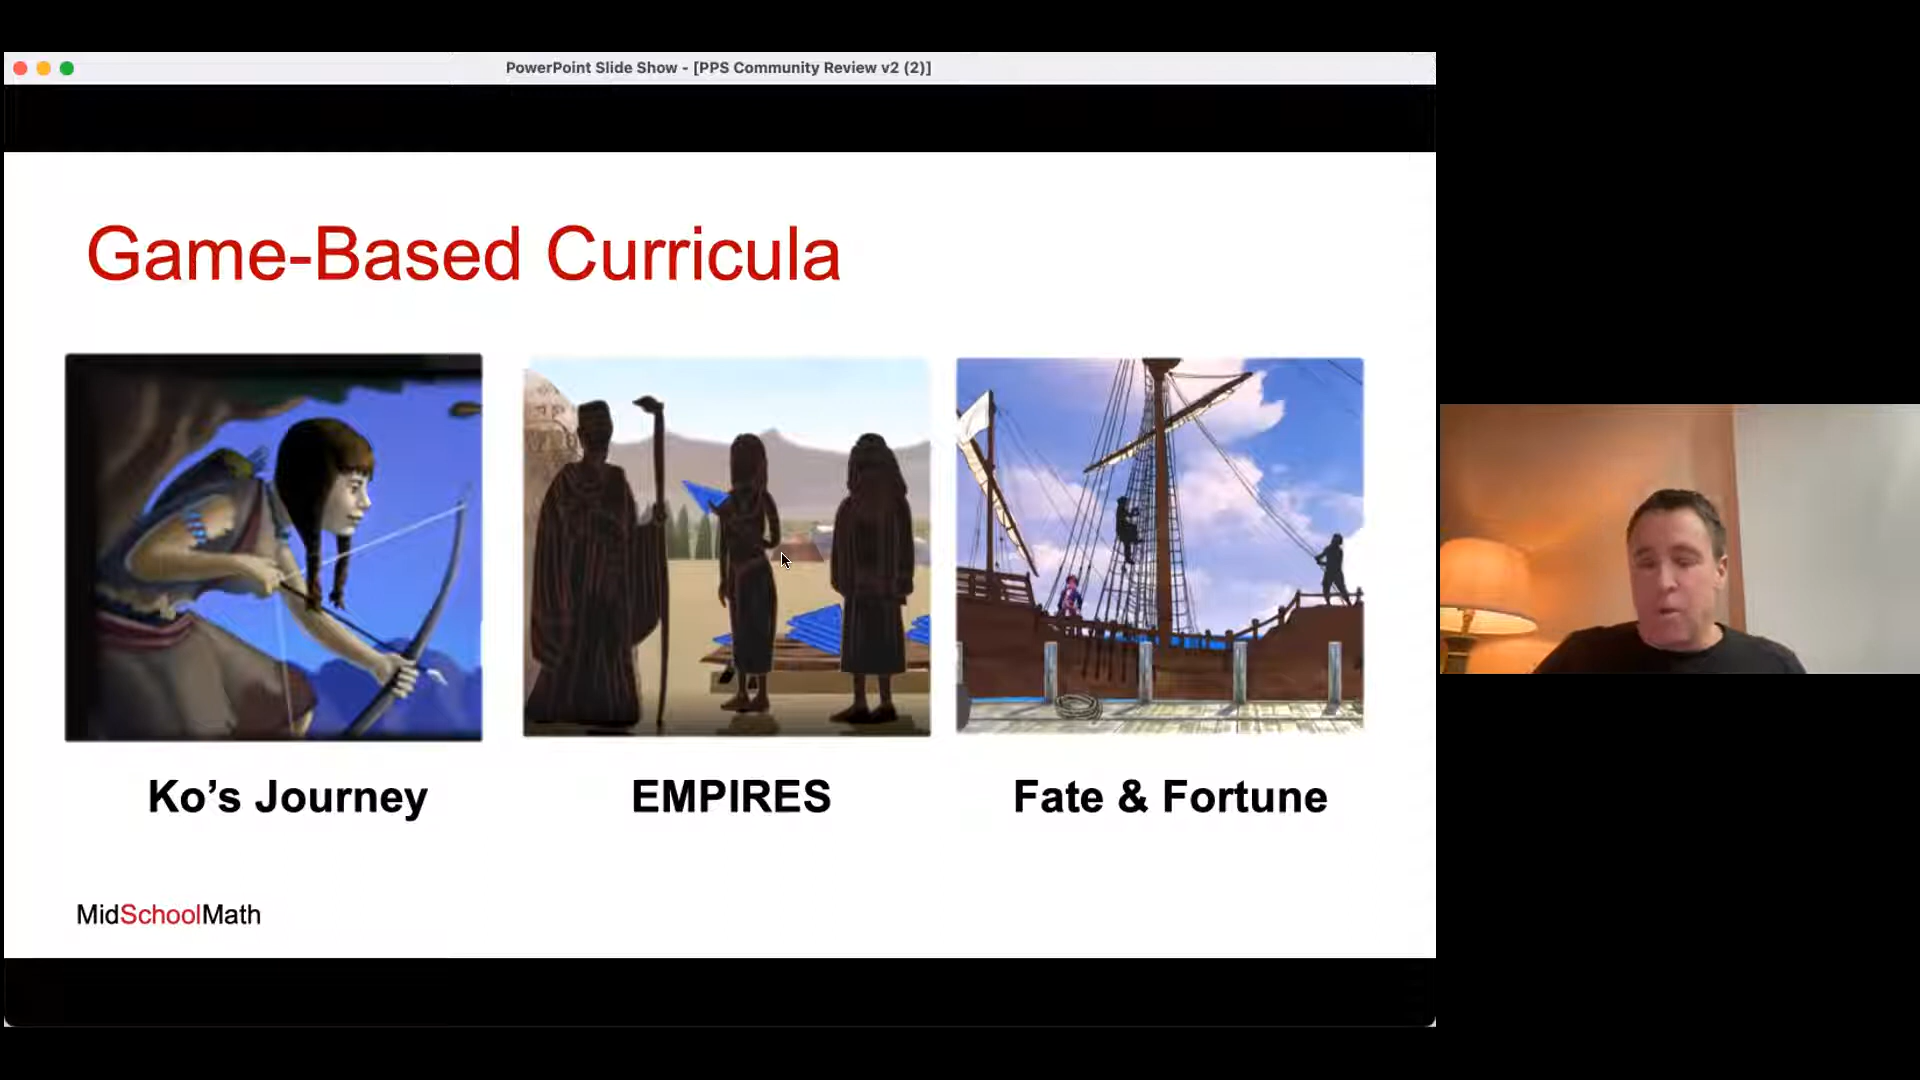 PowerPoint Slide Show - [PPS Community Review v2 (2)]
Game-Based Curricula
Ko's Journey
EMPIRES
Fate & Fortune
MidSchoolMath